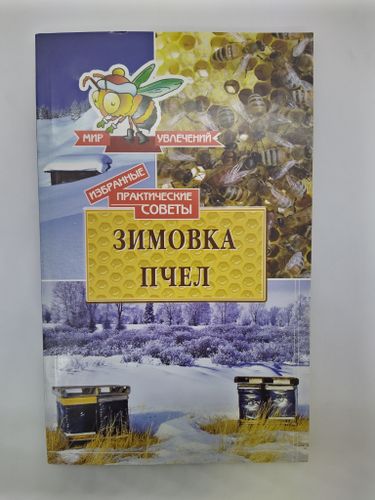 МИР УВЛЕЧЕНИЙ
ИЗБРАННЫЕ
ПРАКТИЧЕСКИЕ
СОВЕТЫ
ЗИМОВКА
ПЧЕЛ